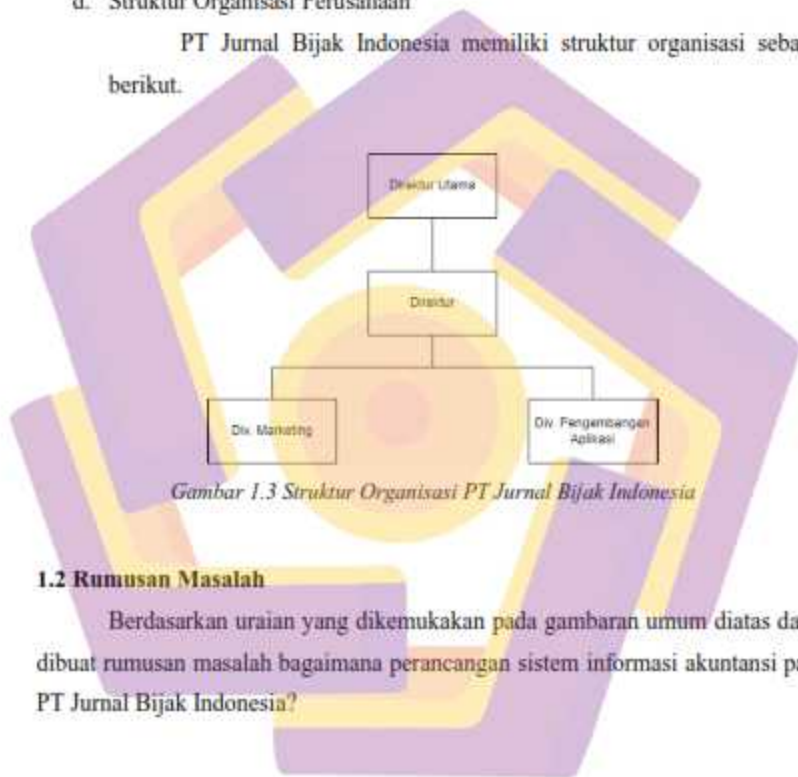 d. Struktur Organisasi Perusahaan
PT Jurnal Bijak Indonesia memiliki struktur organisasi seba
berikut.
Direktur Utama
Direktur
Div. Marketing
Div. Pengembangan
Aplikasi
Gambar 1.3 Struktur Organisasi PT Jurnal Bijak Indonesia
1.2 Rumusan Masalah
Berdasarkan uraian yang dikemukakan pada gambaran umum diatas da
dibuat rumusan masalah bagaimana perancangan sistem informasi akuntansi pa
PT Jurnal Bijak Indonesia?